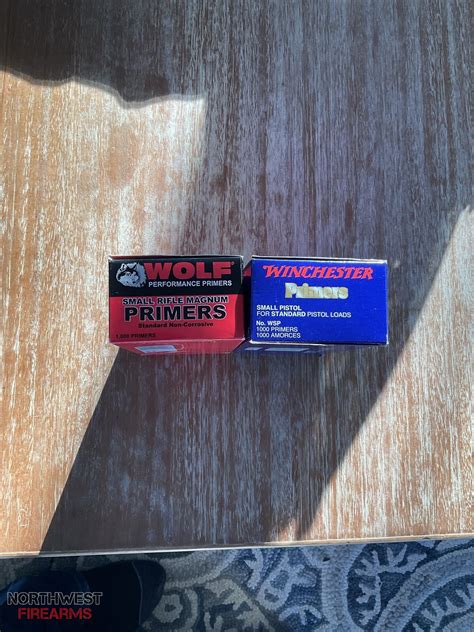 WOLF
PERFORMANCE PRIMERS
SMALL RIFLE MAGNUM
PRIMERS
Standard Non-Corrosive
1,000 PRIMERS
WINCHESTER
Primers
SMALL PISTOL
FOR STANDARD PISTOL LOADS
No. WSP
1000 PRIMERS
1000 AMORCES
NORTHWEST
FIREARMS